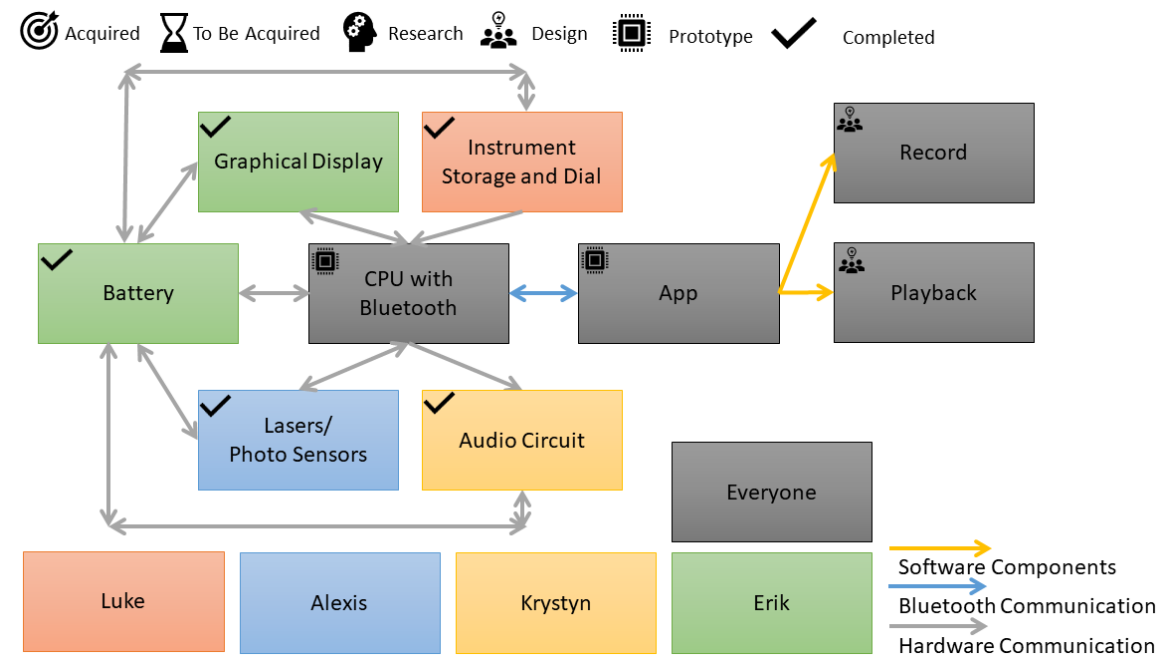 Acquired
To Be Acquired
Research
Design
Prototype
Completed
Graphical Display
Instrument
Storage and Dial
Record
Battery
CPU with
Bluetooth
App
Playback
Lasers/
Photo Sensors
Audio Circuit
Everyone
Luke
Alexis
Krystyn
Erik
Software Components
Bluetooth Communication
Hardware Communication